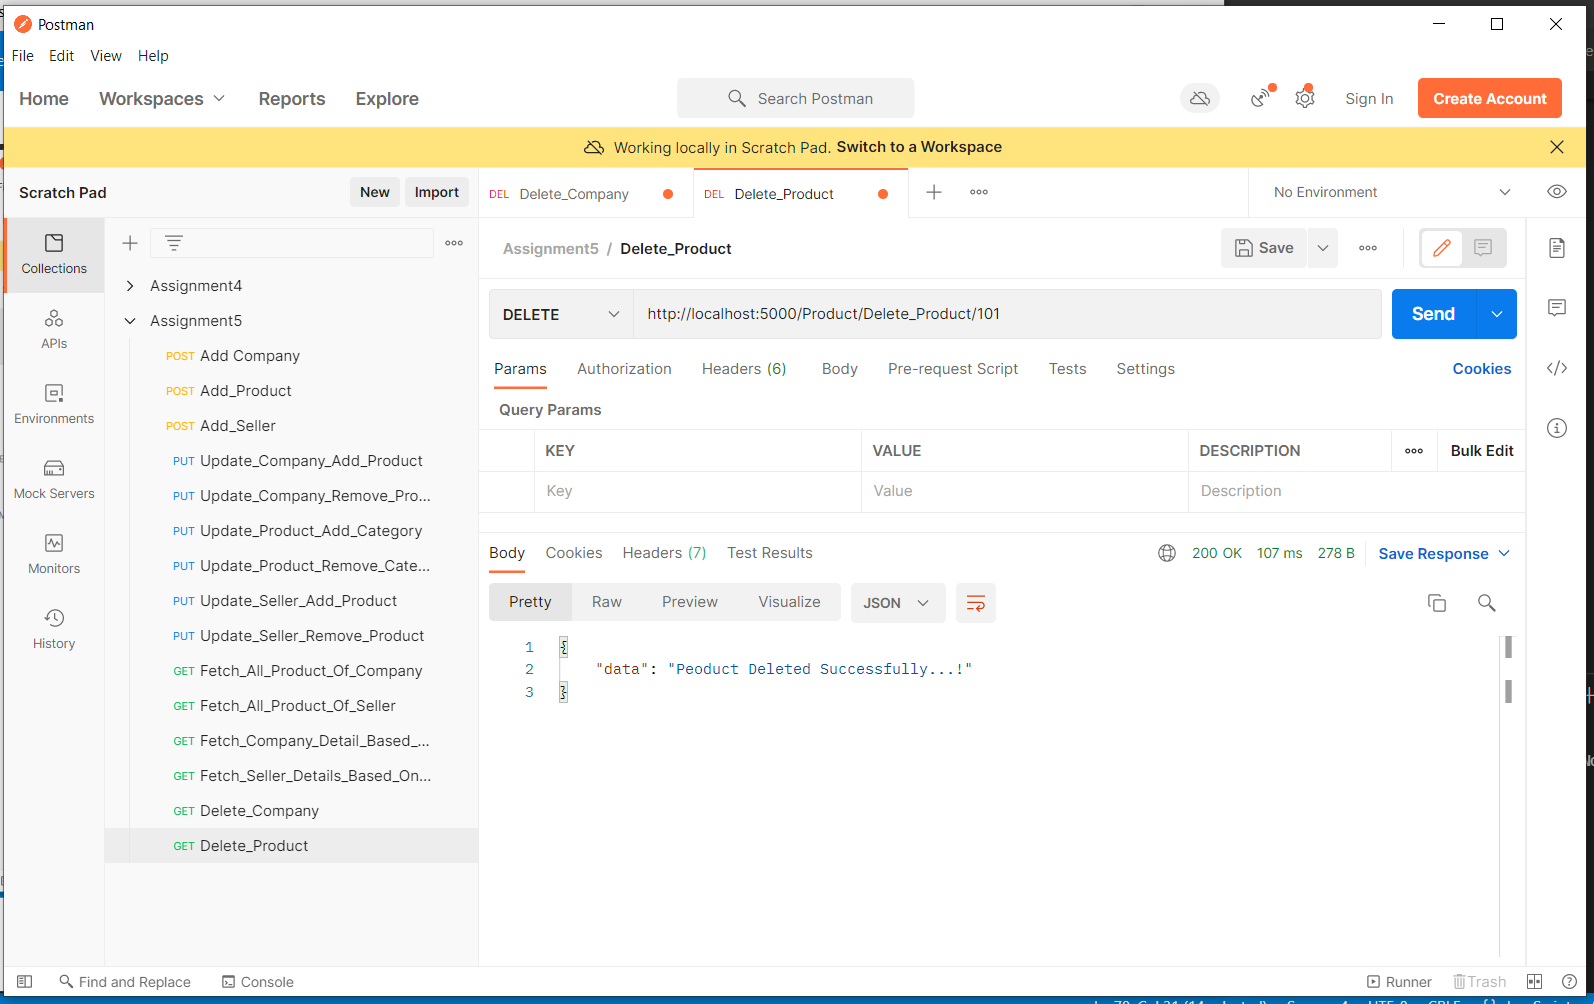 Postman
File Edit View Help
Home Workspaces Reports Explore Search Postman Sign In Create Account
Working locally in Scratch Pad. Switch to a Workspace
Scratch Pad New Import DEL Delete_Company DEL Delete_Product No Environment
Collections
APIs
Environments
Mock Servers
Monitors
History
Assignment4
Assignment5
POST Add Company
POST Add_Product
POST Add_Seller
PUT Update_Company_Add_Product
PUT Update_Company_Remove_Pro...
PUT Update_Product_Add_Category
PUT Update_Product_Remove_Cate...
PUT Update_Seller_Add_Product
PUT Update_Seller_Remove_Product
GET Fetch_All_Product_Of_Company
GET Fetch_All_Product_Of_Seller
GET Fetch_Company_Detail_Based_...
GET Fetch_Seller_Details_Based_On...
GET Delete_Company
GET Delete_Product
Assignment5 / Delete_Product Save
DELETE http://localhost:5000/Product/Delete_Product/101 Send
Params Authorization Headers (6) Body Pre-request Script Tests Settings Cookies
Query Params
KEY VALUE DESCRIPTION Bulk Edit
Key Value Description
Body Cookies Headers (7) Test Results 200 OK 107 ms 278 B Save Response
Pretty Raw Preview Visualize JSON
1 {
2 "data": "Peoduct Deleted Successfully...!"
3 }
Find and Replace Console Runner Trash